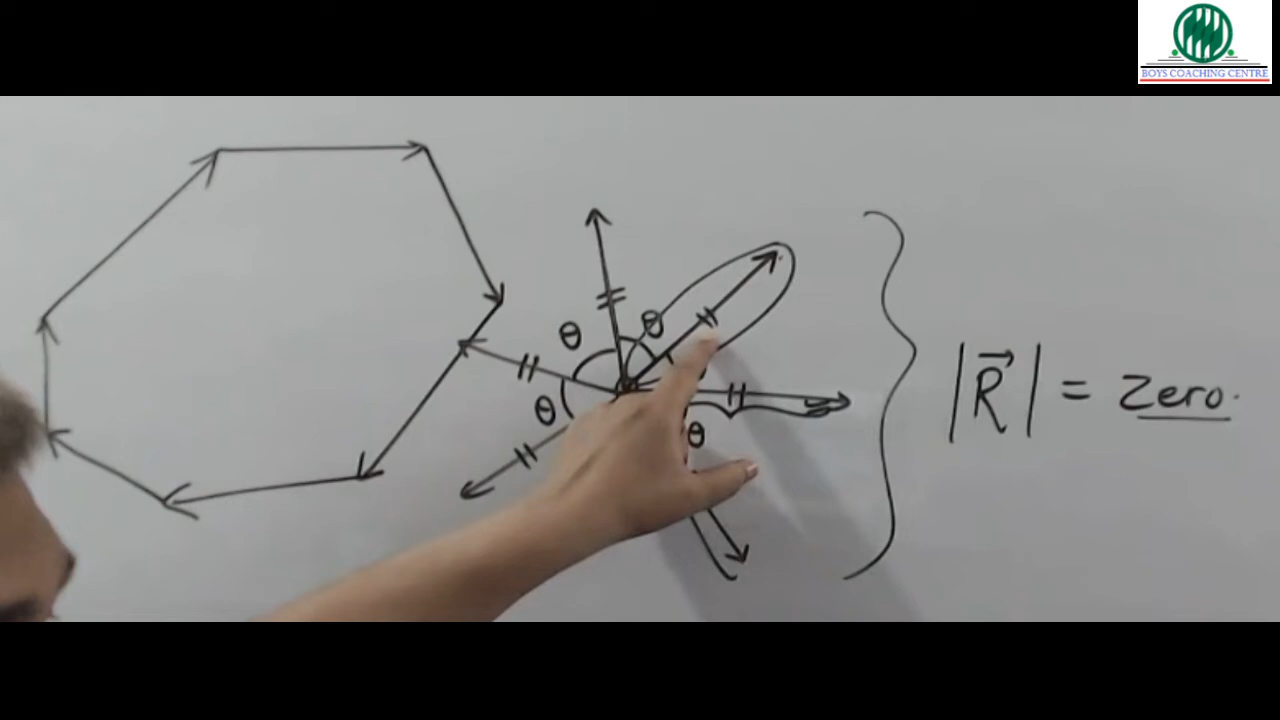 BOYS COACHING CENTRE
θ θ
θ
θ
|R⃗| = Zero.